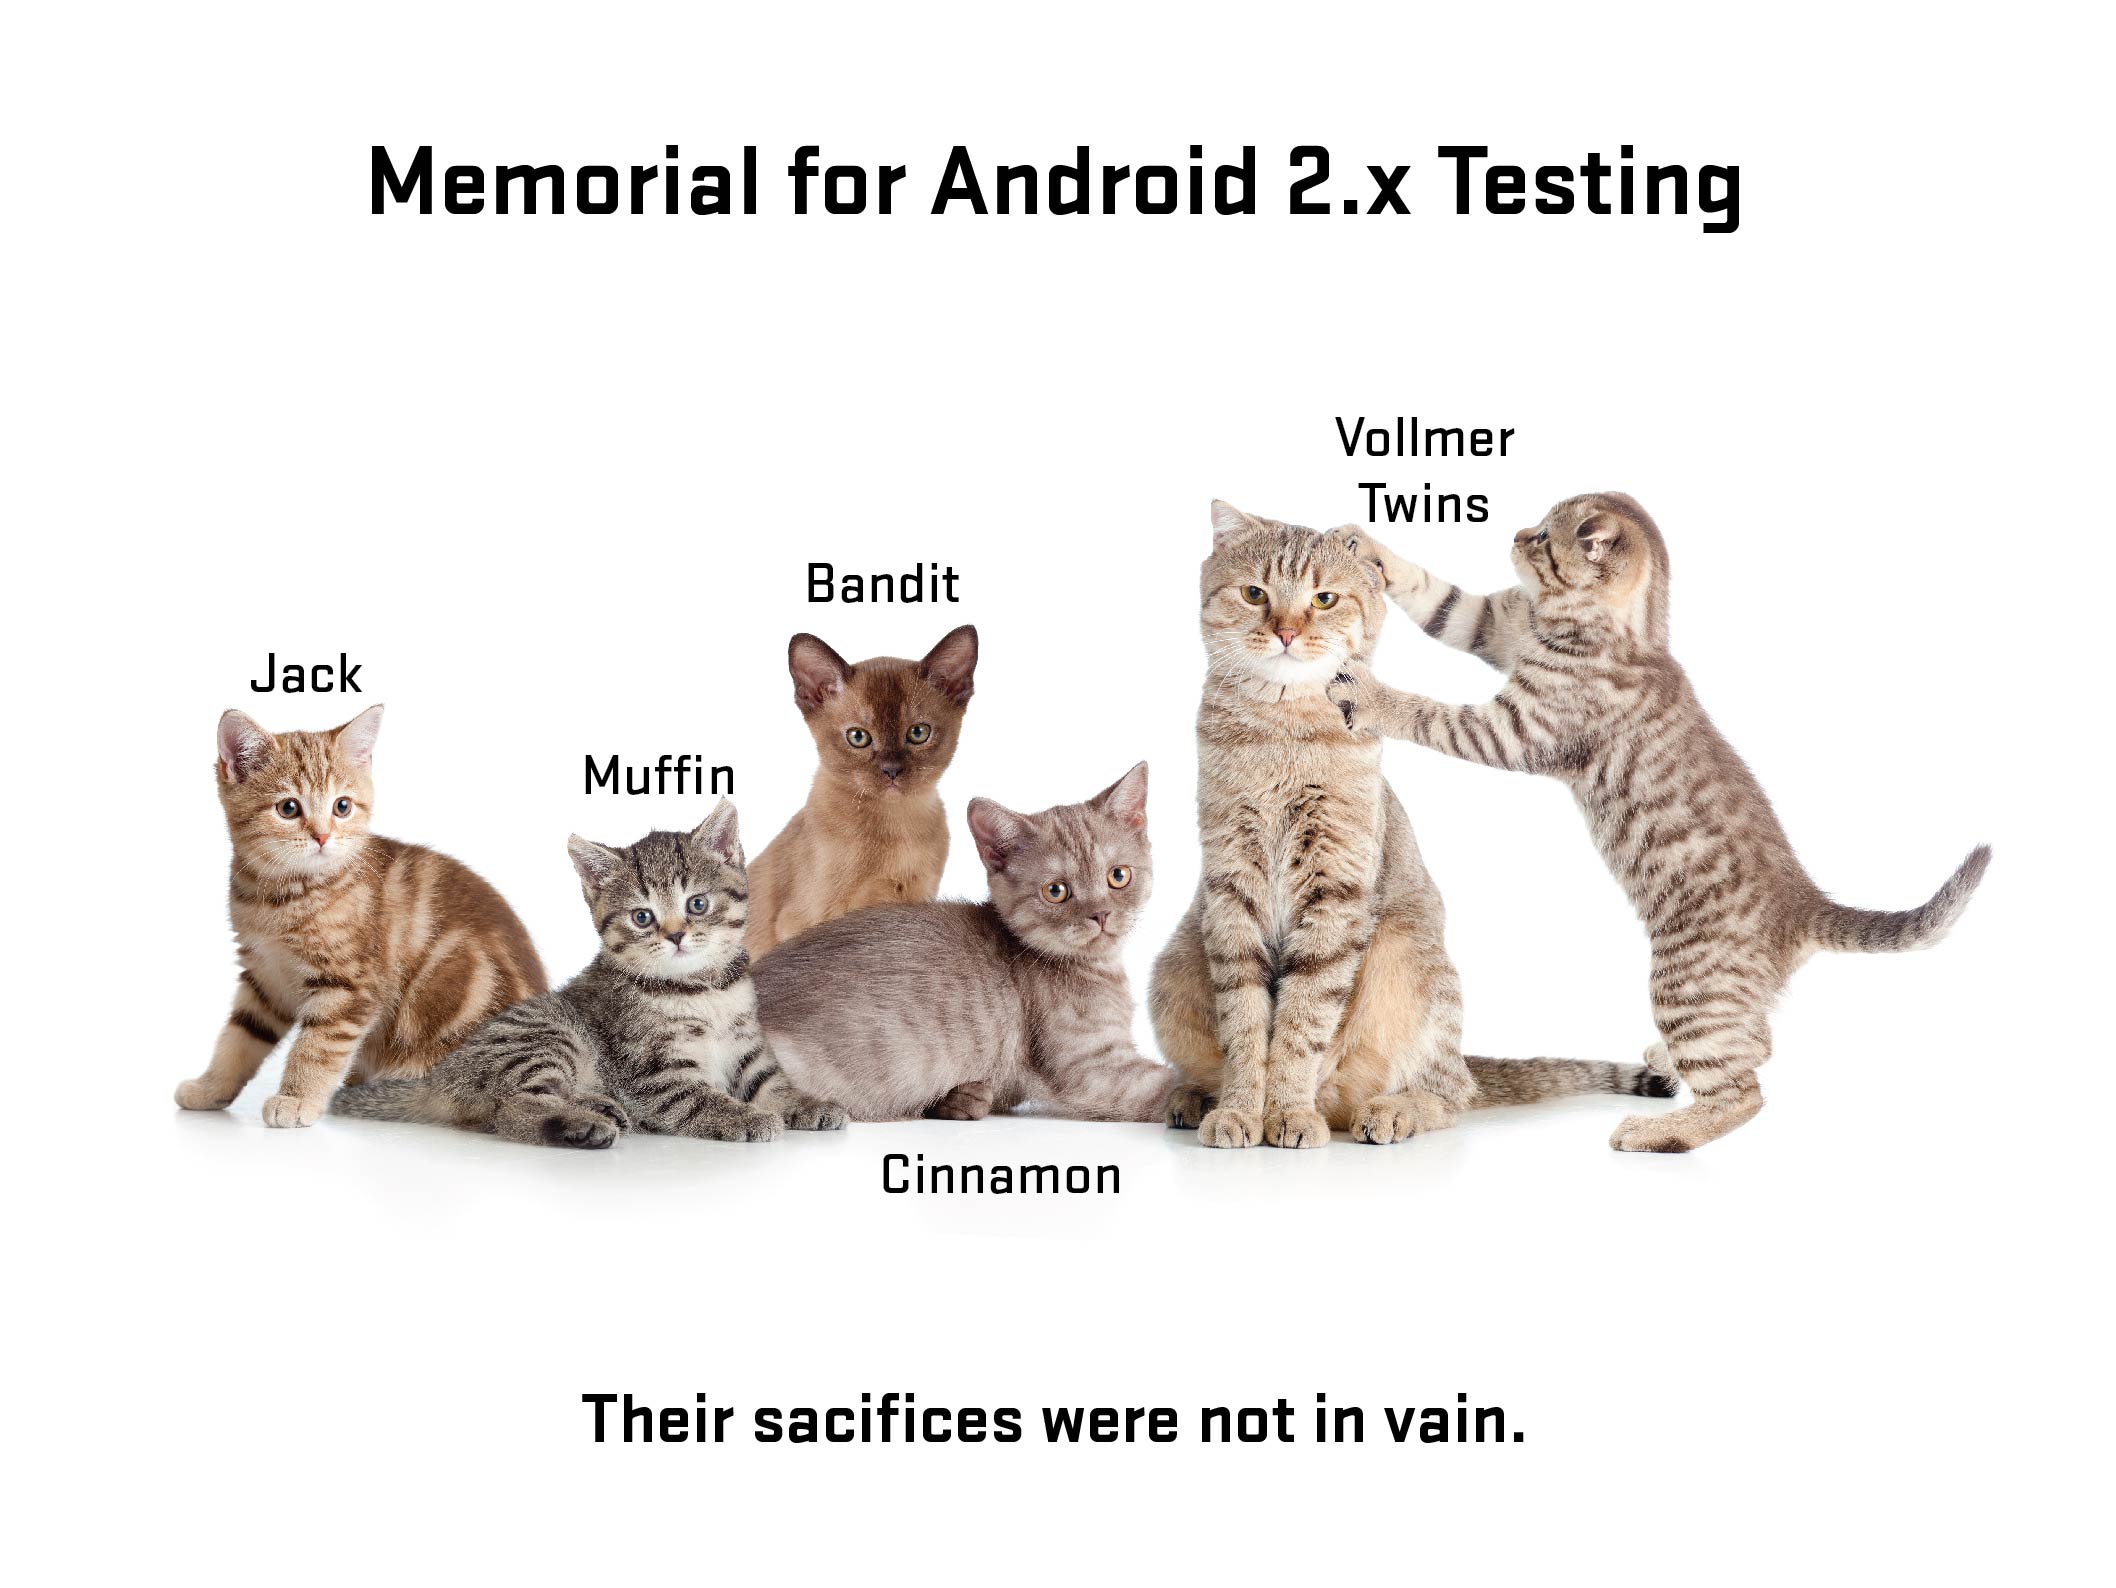 Memorial for Android 2.x Testing
Vollmer
Twins
Bandit
Jack
Muffin
Cinnamon
Their sacifices were not in vain.